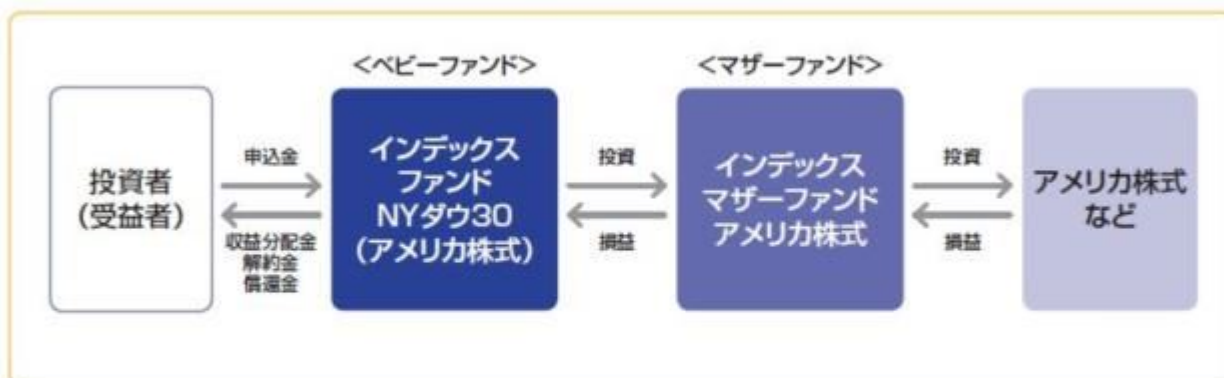 <ベビーファンド>
<マザーファンド>
投資者
(受益者)
申込金
収益分配金
解約金
償還金
インデックス
ファンド
NYダウ30
(アメリカ株式)
投資
損益
インデックス
マザーファンド
アメリカ株式
投資
損益
アメリカ株式
など